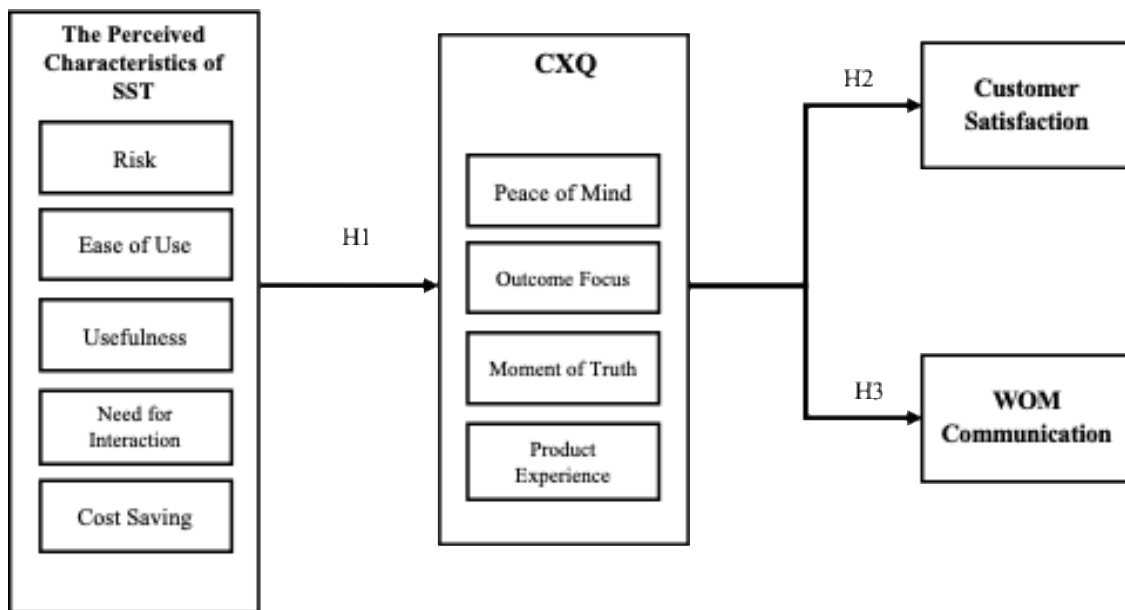 The Perceived
Characteristics of
SST
Risk
Ease of Use
Usefulness
Need for
Interaction
Cost Saving
H1
CXQ
Peace of Mind
Outcome Focus
Moment of Truth
Product
Experience
H2
Customer
Satisfaction
H3
WOM
Communication